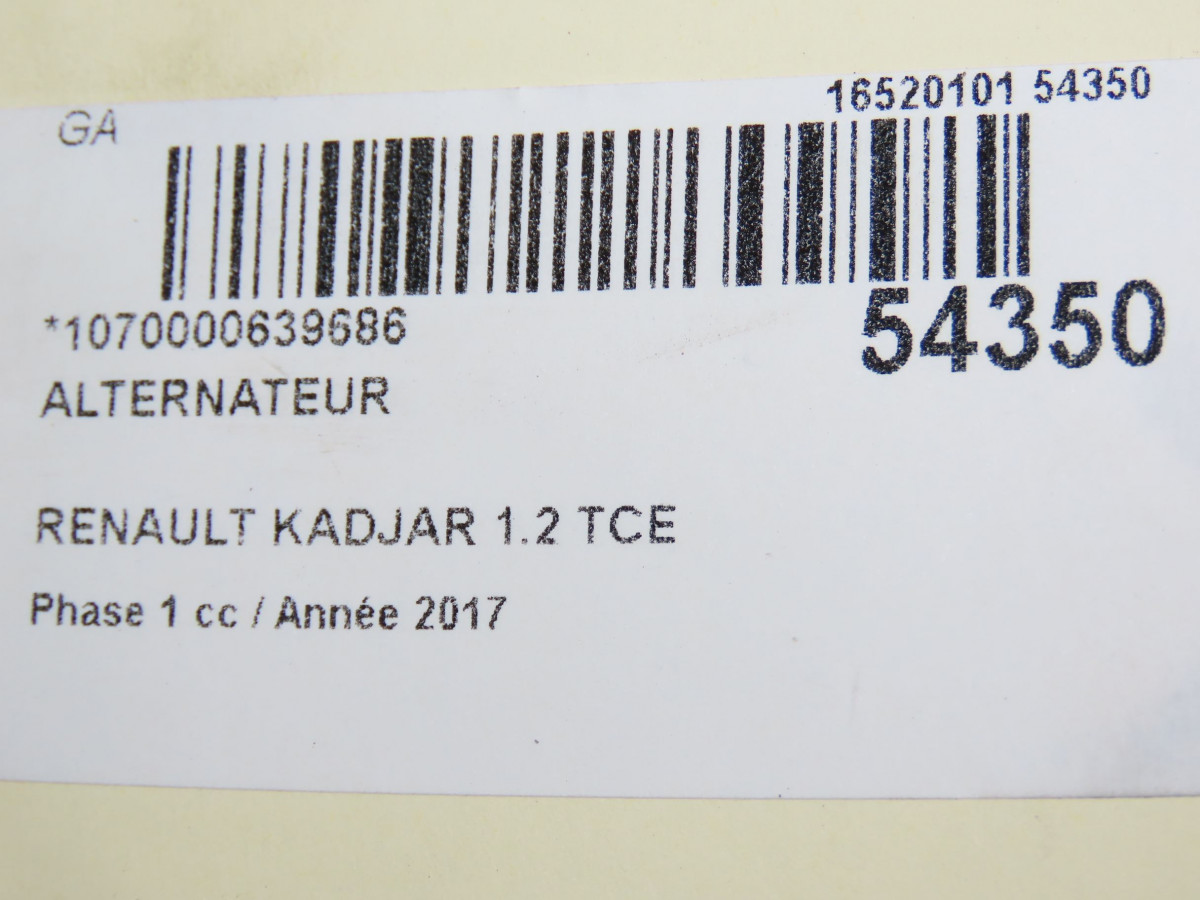 16520101 54350
GA
54350
*1070000639686
ALTERNATEUR
RENAULT KADJAR 1.2 TCE
Phase 1 cc / Année 2017